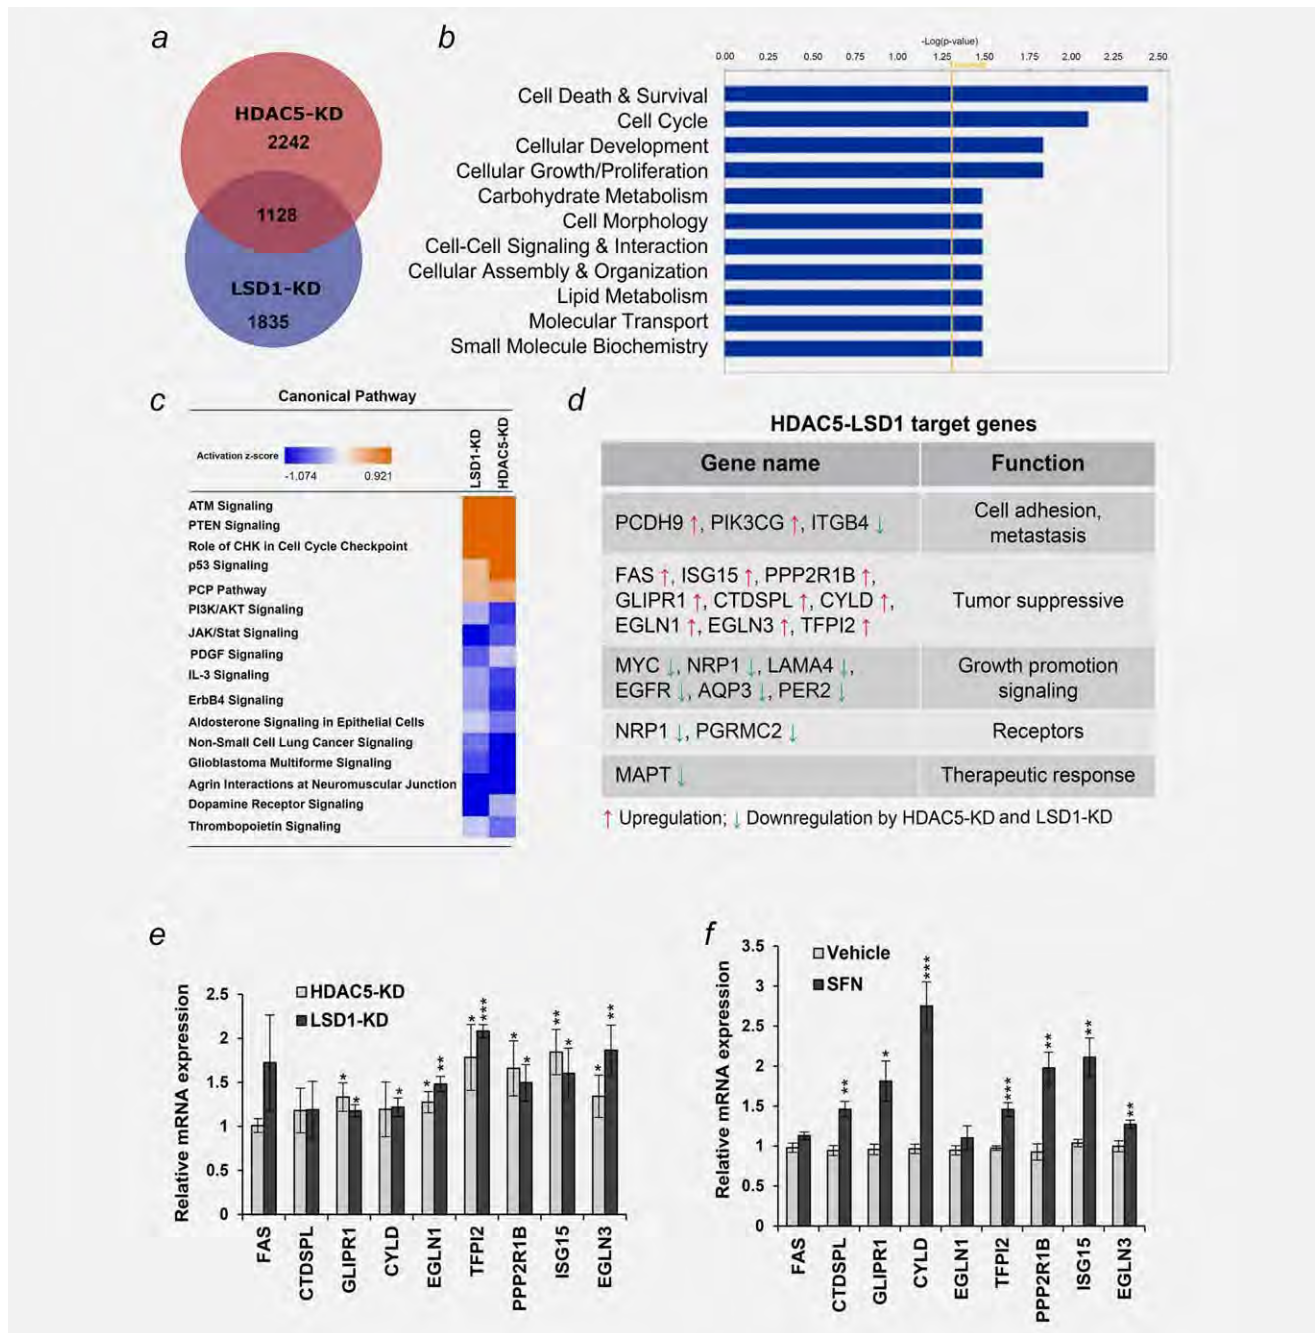 a
HDAC5-KD
2242
1128
LSD1-KD
1835
b
-Log(p-value)
0.00 0.25 0.50 0.75 1.00 1.25 1.50 1.75 2.00 2.25 2.50
Cell Death & Survival
Cell Cycle
Cellular Development
Cellular Growth/Proliferation
Carbohydrate Metabolism
Cell Morphology
Cell-Cell Signaling & Interaction
Cellular Assembly & Organization
Lipid Metabolism
Molecular Transport
Small Molecule Biochemistry
c
Canonical Pathway
Activation z-score
-1.074 0.921
LSD1-KD
HDAC5-KD
ATM Signaling
PTEN Signaling
Role of CHK in Cell Cycle Checkpoint
p53 Signaling
PCP Pathway
PI3K/AKT Signaling
JAK/Stat Signaling
PDGF Signaling
IL-3 Signaling
ErbB4 Signaling
Aldosterone Signaling in Epithelial Cells
Non-Small Cell Lung Cancer Signaling
Glioblastoma Multiforme Signaling
Agrin Interactions at Neuromuscular Junction
Dopamine Receptor Signaling
Thrombopoietin Signaling
d
HDAC5-LSD1 target genes
Gene name Function
PCDH9 ↑, PIK3CG ↑, ITGB4 ↓
Cell adhesion,
metastasis
FAS ↑, ISG15 ↑, PPP2R1B ↑,
GLIPR1 ↑, CTDSPL ↑, CYLD ↑,
EGLN1 ↑, EGLN3 ↑, TFPI2 ↑
Tumor suppressive
MYC ↓, NRP1 ↓, LAMA4 ↓,
EGFR ↓, AQP3 ↓, PER2 ↓
Growth promotion
signaling
NRP1 ↓, PGRMC2 ↓
Receptors
MAPT ↓
Therapeutic response
↑ Upregulation; ↓ Downregulation by HDAC5-KD and LSD1-KD
e
Relative mRNA expression
2.5
2
1.5
1
0.5
0
HDAC5-KD
LSD1-KD
* * * * ** * *** * * ** * * **
FAS
CTDSPL
GLIPR1
CYLD
EGLN1
TFPI2
PPP2R1B
ISG15
EGLN3
f
Relative mRNA expression
3.5
3
2.5
2
1.5
1
0.5
0
Vehicle
SFN
** * *** *** ** ** **
FAS
CTDSPL
GLIPR1
CYLD
EGLN1
TFPI2
PPP2R1B
ISG15
EGLN3